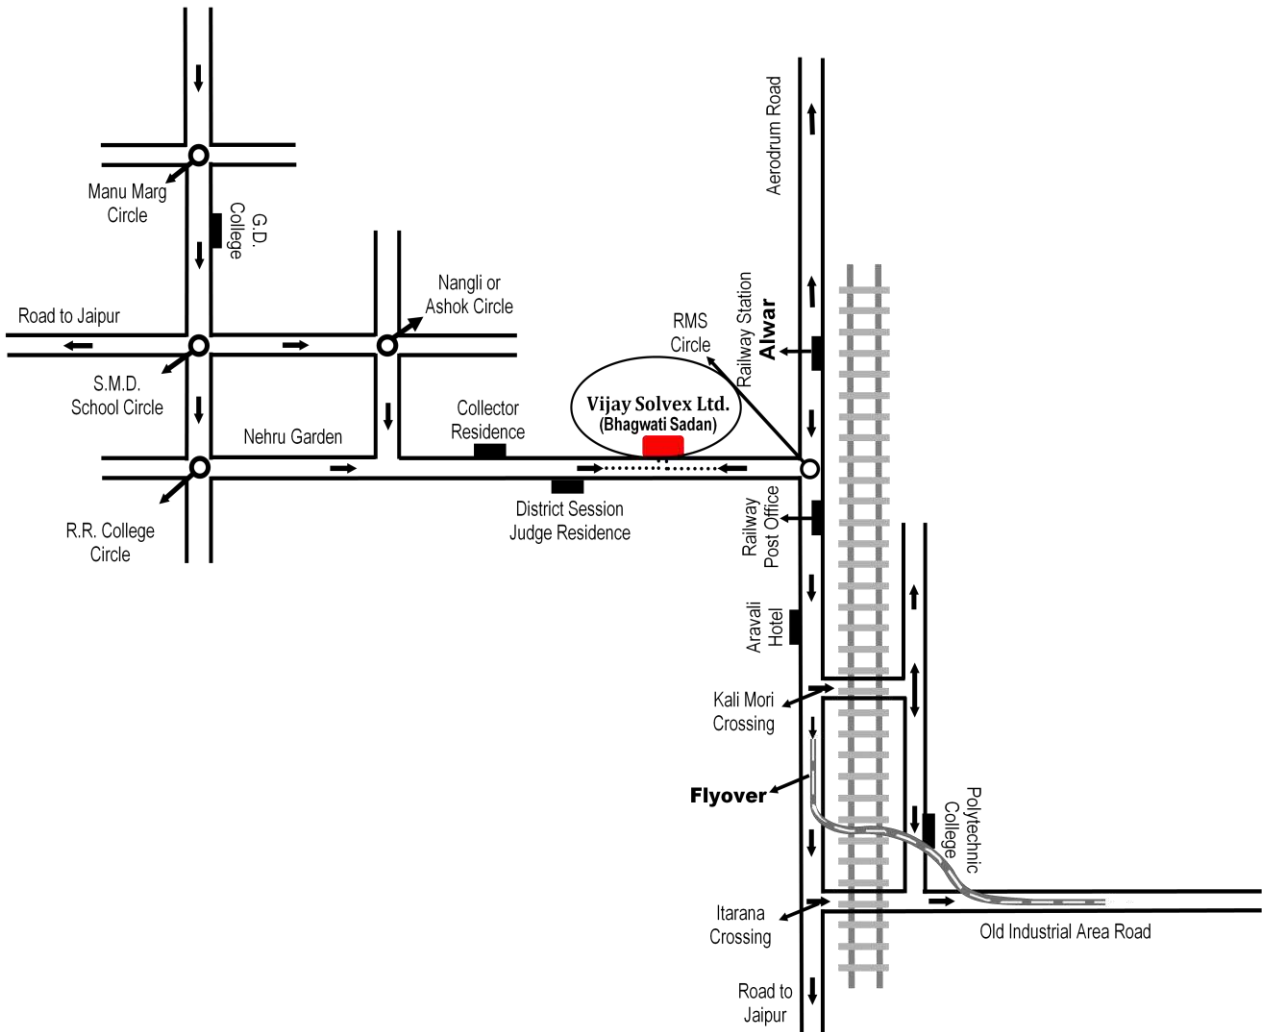 Aerodrum Road
Manu Marg
Circle
G.D.
College
Nangli or
Ashok Circle
Road to Jaipur
RMS
Circle
Railway Station
Alwar
S.M.D.
School Circle
Vijay Solvex Ltd.
(Bhagwati Sadan)
Collector
Residence
Nehru Garden
District Session
Judge Residence
R.R. College
Circle
Railway
Post Office
Aravali
Hotel
Kali Mori
Crossing
Flyover
Polytechnic
College
Itarana
Crossing
Old Industrial Area Road
Road to
Jaipur